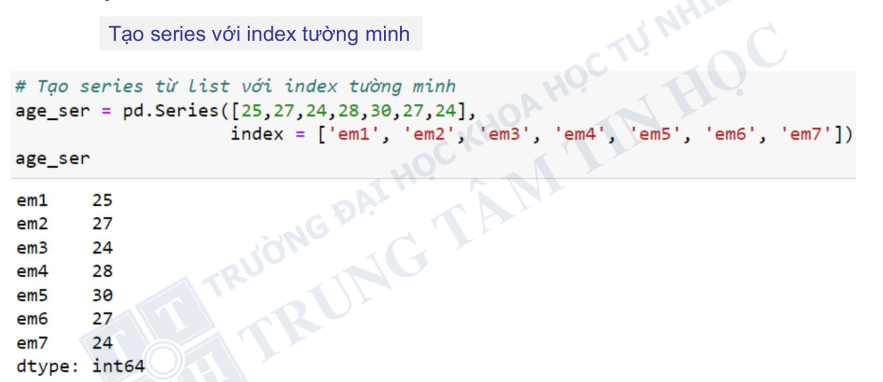 Tạo series với index tường minh
# Tạo series từ list với index tường minh
age_ser = pd.Series([25,27,24,28,30,27,24],
index = ['em1', 'em2', 'em3', 'em4', 'em5', 'em6', 'em7'])
age_ser
em1 25
em2 27
em3 24
em4 28
em5 30
em6 27
em7 24
dtype: int64
TRƯỜNG ĐẠI HỌC KHOA HỌC TỰ NHIÊ
TRUNG TÂM TIN HỌC
T T
H